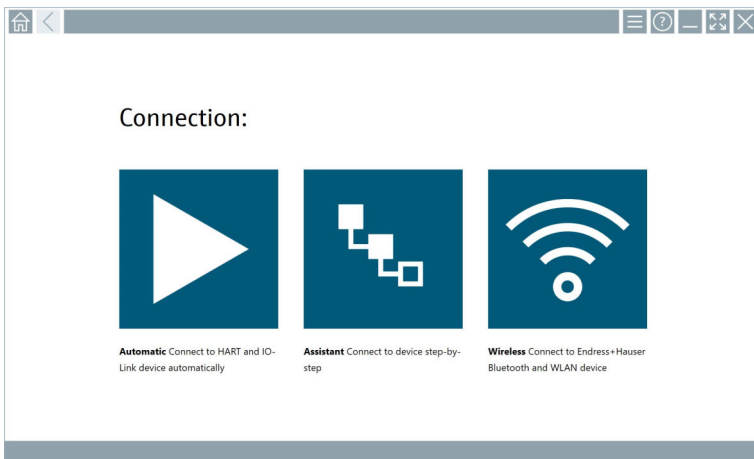 Connection:
Automatic Connect to HART and IO-
Link device automatically
Assistant Connect to device step-by-
step
Wireless Connect to Endress+Hauser
Bluetooth and WLAN device